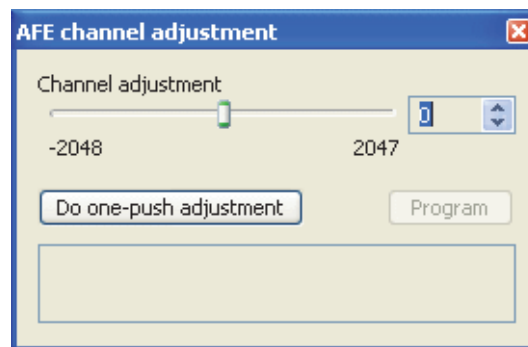 AFE channel adjustment
Channel adjustment
0
-2048 2047
Do one-push adjustment Program